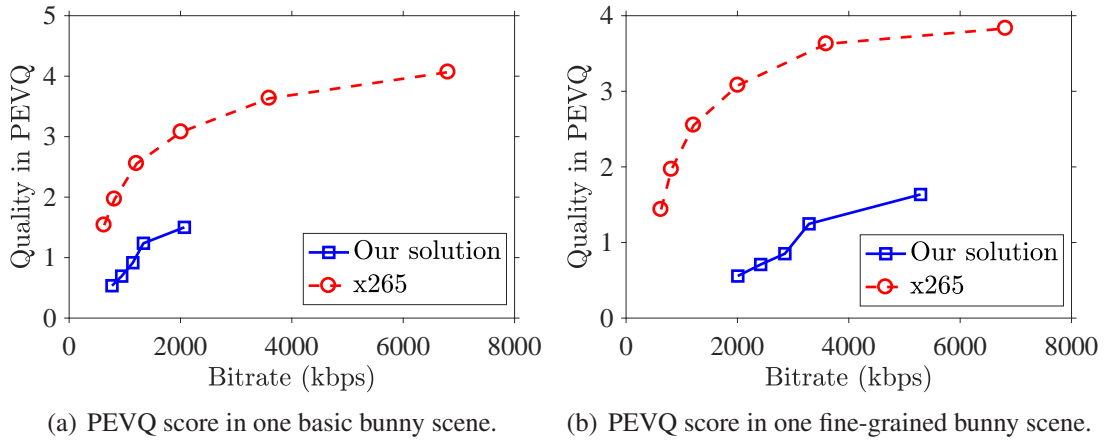 5
4
3
2
1
0
Quality in PEVQ
Our solution
x265
0 2000 4000 6000 8000
Bitrate (kbps)
(a) PEVQ score in one basic bunny scene.
4
3
2
1
0
Quality in PEVQ
Our solution
x265
0 2000 4000 6000 8000
Bitrate (kbps)
(b) PEVQ score in one fine-grained bunny scene.